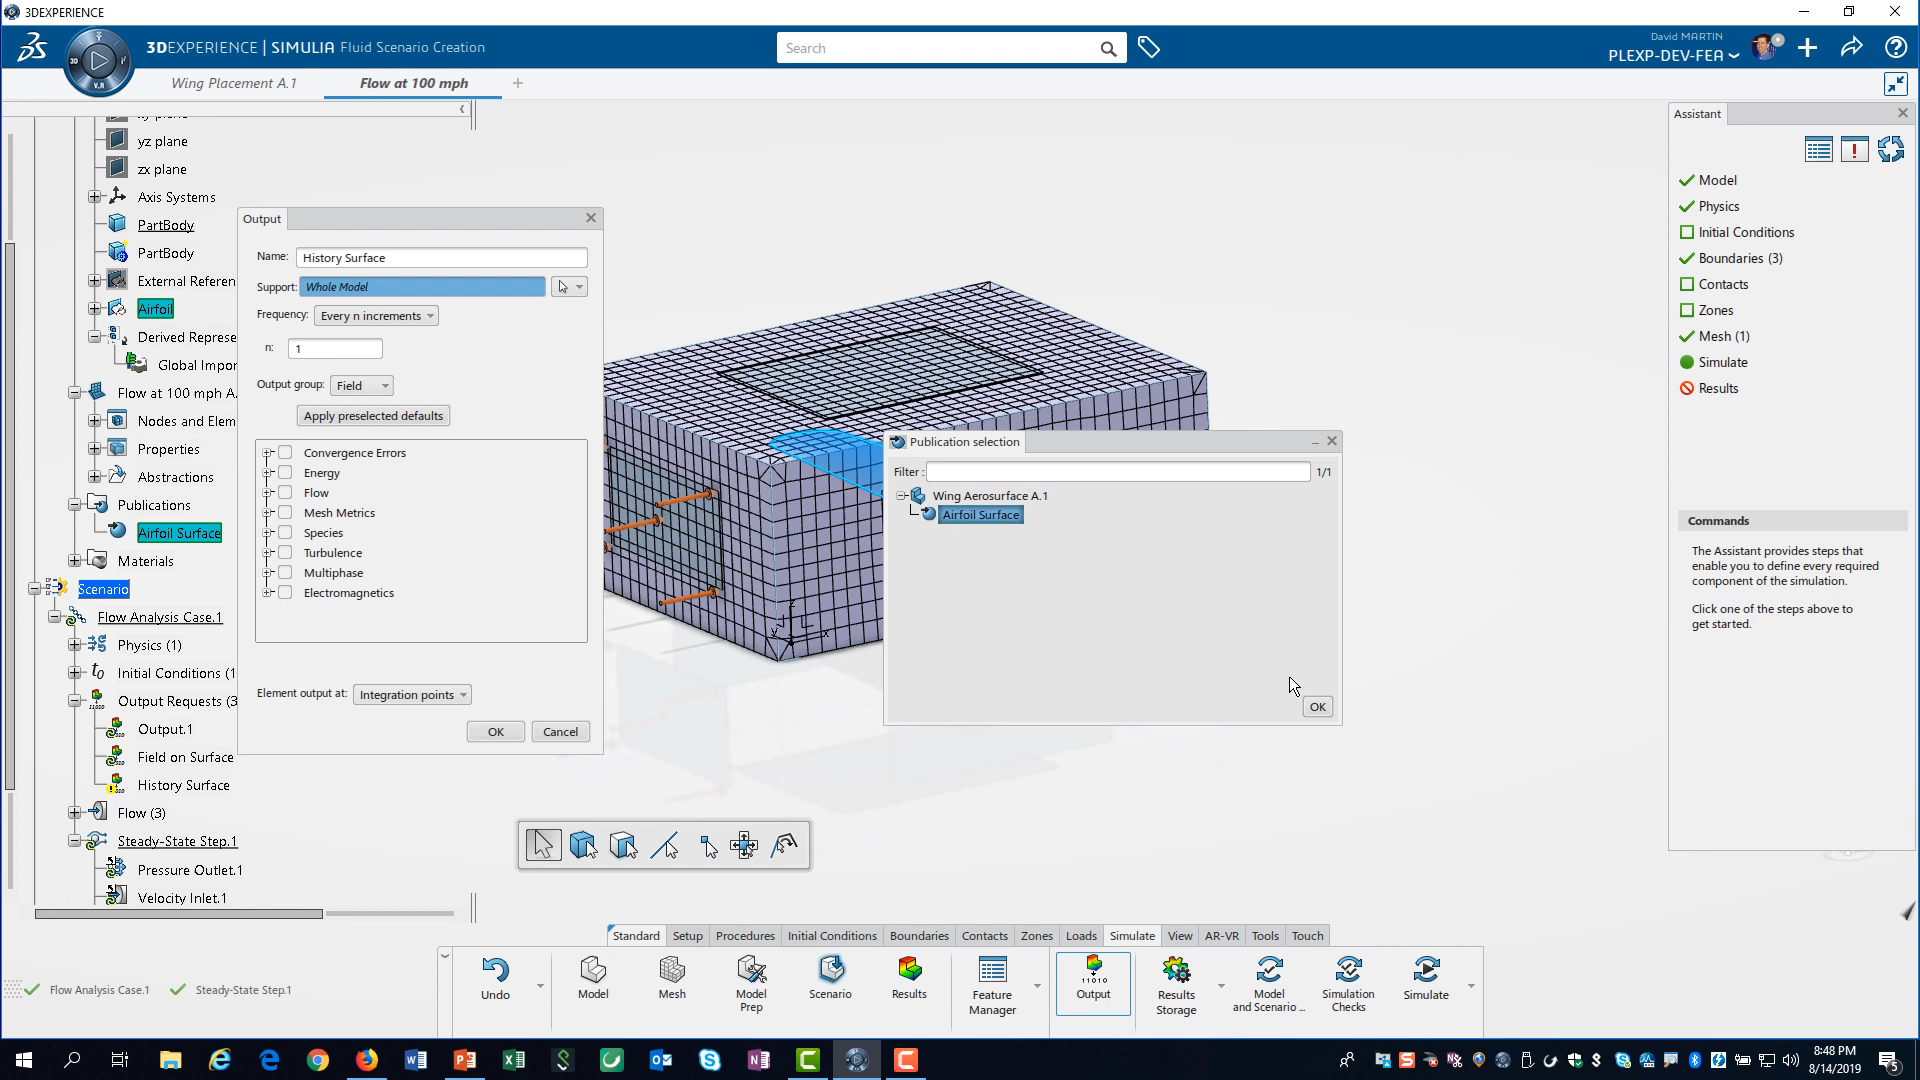 3DEXPERIENCE
3DEXPERIENCE | SIMULIA Fluid Scenario Creation
Search
David MARTIN
PLEXP-DEV-FEA
3D
V.R
Wing Placement A.1
Flow at 100 mph
yz plane
zx plane
Axis Systems
PartBody
PartBody
External Referen
Airfoil
Derived Represe
Global Impor
Flow at 100 mph A.
Nodes and Elem
Properties
Abstractions
Publications
Airfoil Surface
Materials
Scenario
Flow Analysis Case.1
Physics (1)
Initial Conditions (1
Output Requests (3
Output.1
Field on Surface
History Surface
Flow (3)
Steady-State Step.1
Pressure Outlet.1
Velocity Inlet.1
Output
Name: History Surface
Support: Whole Model
Frequency: Every n increments
n: 1
Output group: Field
Apply preselected defaults
Convergence Errors
Energy
Flow
Mesh Metrics
Species
Turbulence
Multiphase
Electromagnetics
Element output at: Integration points
OK Cancel
z
y
x
Publication selection
Filter : 1/1
Wing Aerosurface A.1
Airfoil Surface
OK
Assistant
Model
Physics
Initial Conditions
Boundaries (3)
Contacts
Zones
Mesh (1)
Simulate
Results
Commands
The Assistant provides steps that
enable you to define every required
component of the simulation.
Click one of the steps above to
get started.
Standard Setup Procedures Initial Conditions Boundaries Contacts Zones Loads Simulate View AR-VR Tools Touch
Undo
Model
Mesh
Model
Prep
Scenario
Results
Feature
Manager
11010
Output
Results
Storage
Model
and Scenario ...
Simulation
Checks
Simulate
Flow Analysis Case.1
Steady-State Step.1
8:48 PM
8/14/2019
5